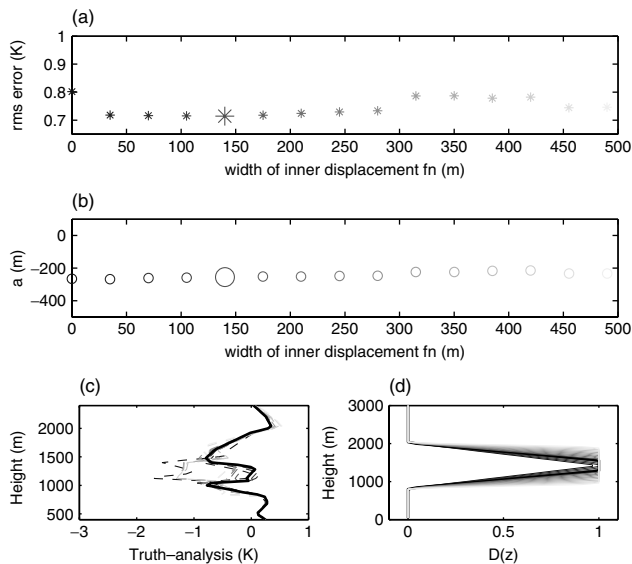 (a)
1
0.8
0.7
rms error (K)
0 50 100 150 200 250 300 350 400 450 500
width of inner displacement fn (m)
(b)
0
−200
−400
a (m)
0 50 100 150 200 250 300 350 400 450 500
width of inner displacement fn (m)
(c)
2000
1500
1000
500
Height (m)
−3 −2 −1 0 1
Truth−analysis (K)
(d)
3000
2000
1000
0
Height (m)
0 0.5 1
D(z)